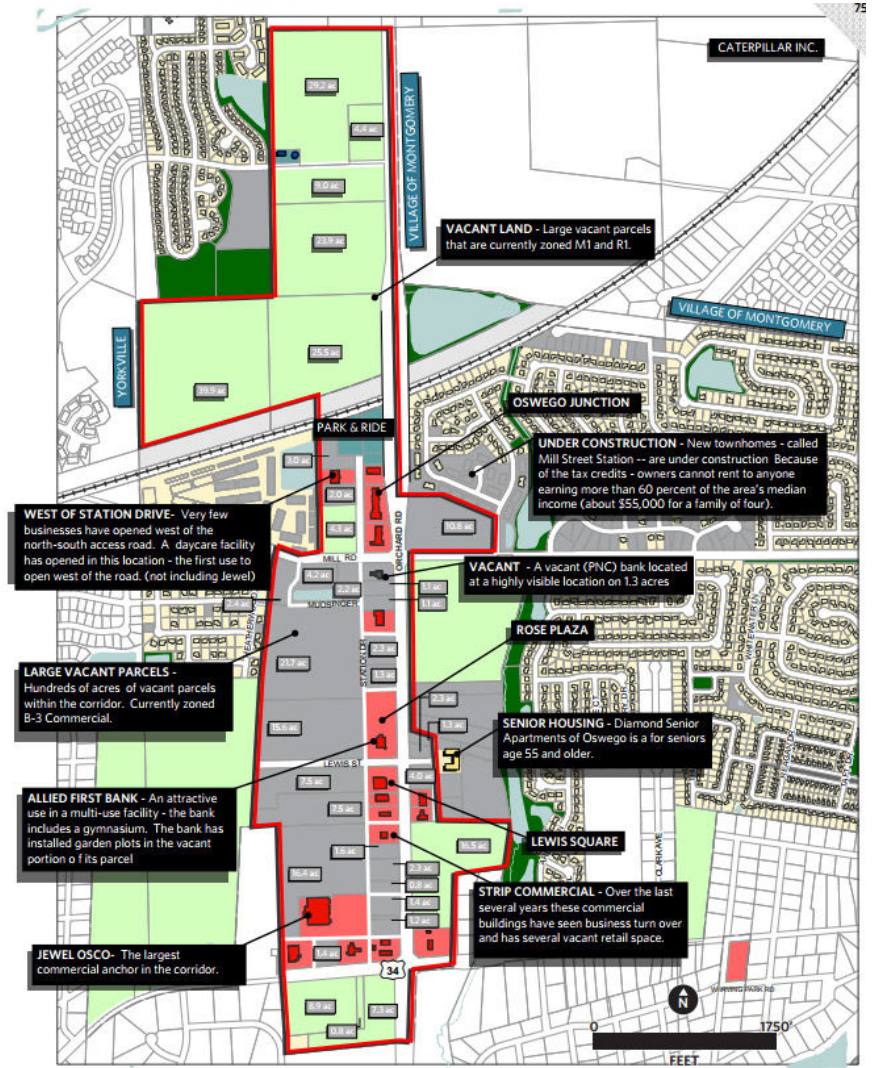 75
CATERPILLAR INC.
29.2 ac
4.4 ac
VILLAGE OF MONTGOMERY
9.0 ac
23.9 ac
VACANT LAND - Large vacant parcels
that are currently zoned M1 and R1.
VILLAGE OF MONTGOMERY
YORKVILLE
25.5 ac
39.9 ac
OSWEGO JUNCTION
PARK & RIDE
UNDER CONSTRUCTION - New townhomes - called
Mill Street Station -- are under construction Because
of the tax credits - owners cannot rent to anyone
earning more than 60 percent of the area's median
income (about $55,000 for a family of four).
3.0 ac
2.0 ac
4.3 ac
WEST OF STATION DRIVE- Very few
businesses have opened west of the
north-south access road. A daycare facility
has opened in this location - the first use to
open west of the road. (not including Jewel)
ORCHARD RD
10.8 ac
MILL RD
VACANT - A vacant (PNC) bank located
at a highly visible location on 1.3 acres
4.2 ac
2.2 ac
1.1 ac
1.1 ac
2.4 ac
MUDSINGER
ROSE PLAZA
STATION DR
2.3 ac
1.3 ac
21.7 ac
LARGE VACANT PARCELS -
Hundreds of acres of vacant parcels
within the corridor. Currently zoned
B-3 Commercial.
2.3 ac
1.3 ac
15.6 ac
SENIOR HOUSING - Diamond Senior
Apartments of Oswego is a for seniors
age 55 and older.
LEWIS ST.
7.5 ac
4.0 ac
7.5 ac
ALLIED FIRST BANK - An attractive
use in a multi-use facility - the bank
includes a gymnasium. The bank has
installed garden plots in the vacant
portion o f its parcel
LEWIS SQUARE
1.6 ac
16.5 ac
16.4 ac
2.3 ac
0.8 ac
1.4 ac
1.2 ac
CLARK AVE
STRIP COMMERCIAL - Over the last
several years these commercial
buildings have seen business turn over
and has several vacant retail space.
JEWEL OSCO- The largest
commercial anchor in the corridor.
1.4 ac
34
W IRVING PARK RD
N
8.9 ac
7.3 ac
0.8 ac
0
1750'
FEET